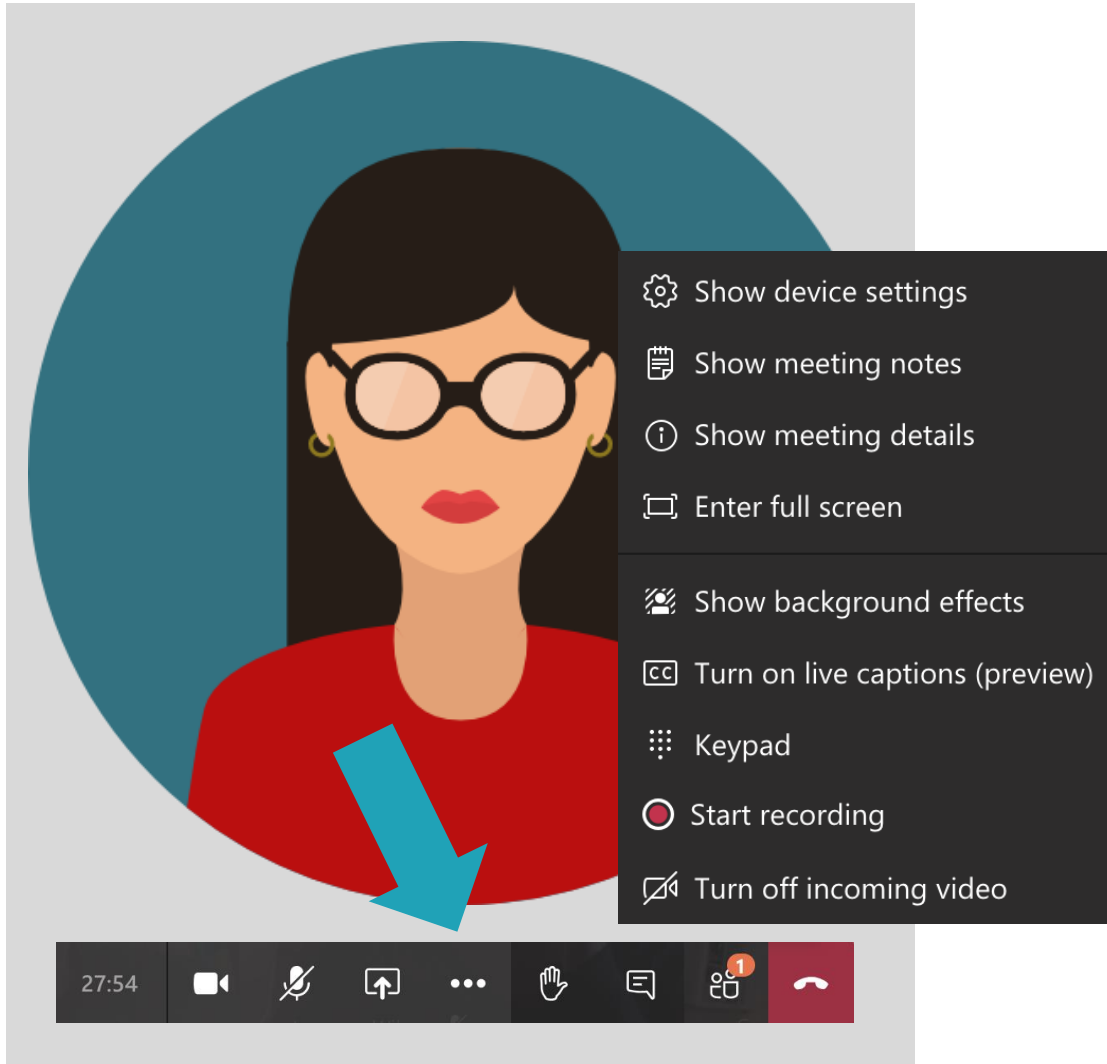 Show device settings
Show meeting notes
Show meeting details
Enter full screen
Show background effects
CC Turn on live captions (preview)
Keypad
Start recording
Turn off incoming video
27:54
1